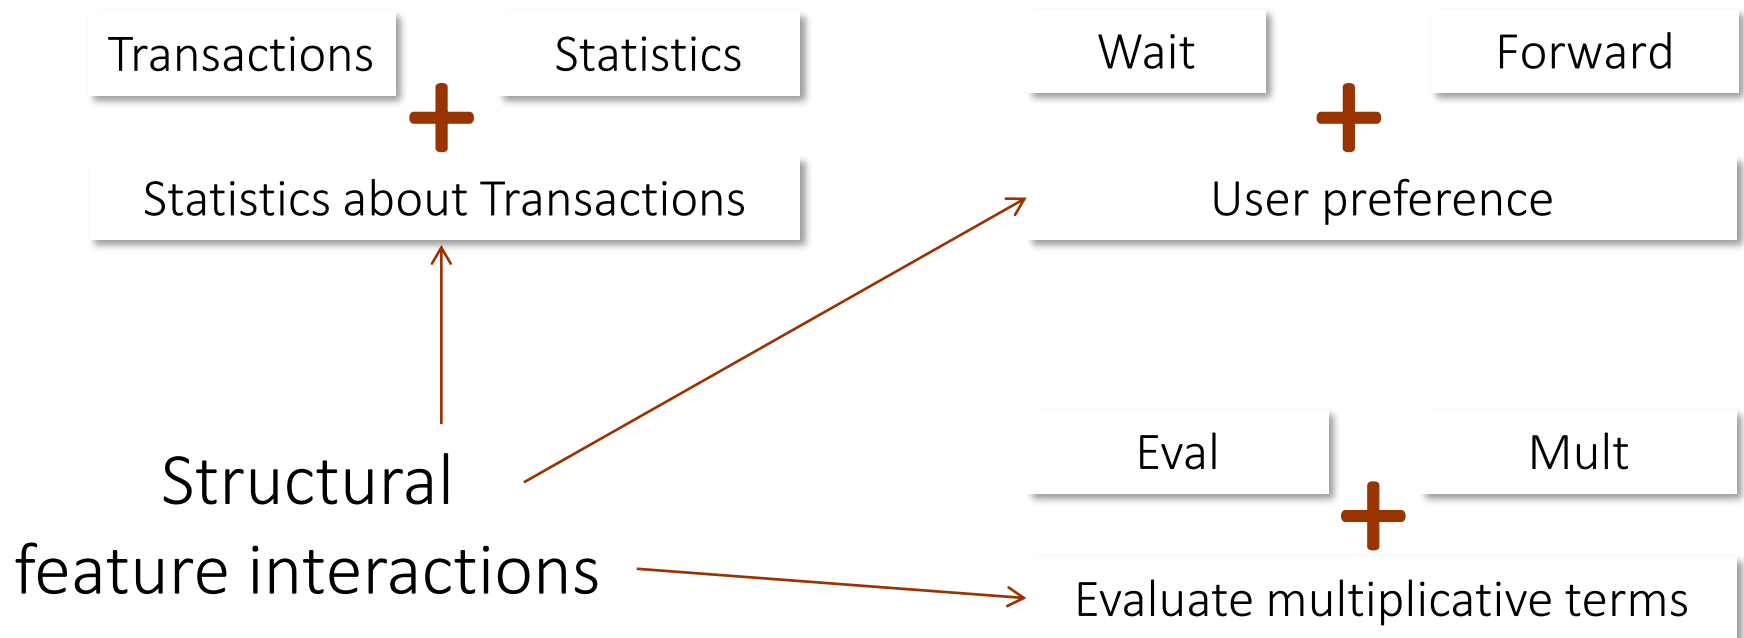 Transactions
Statistics
Statistics about Transactions
Wait
Forward
User preference
Structural
feature interactions
Eval
Mult
Evaluate multiplicative terms